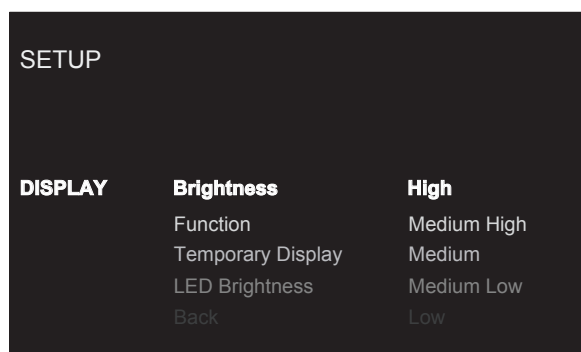 SETUP
DISPLAY Brightness High
Function Medium High
Temporary Display Medium
LED Brightness Medium Low
Back Low